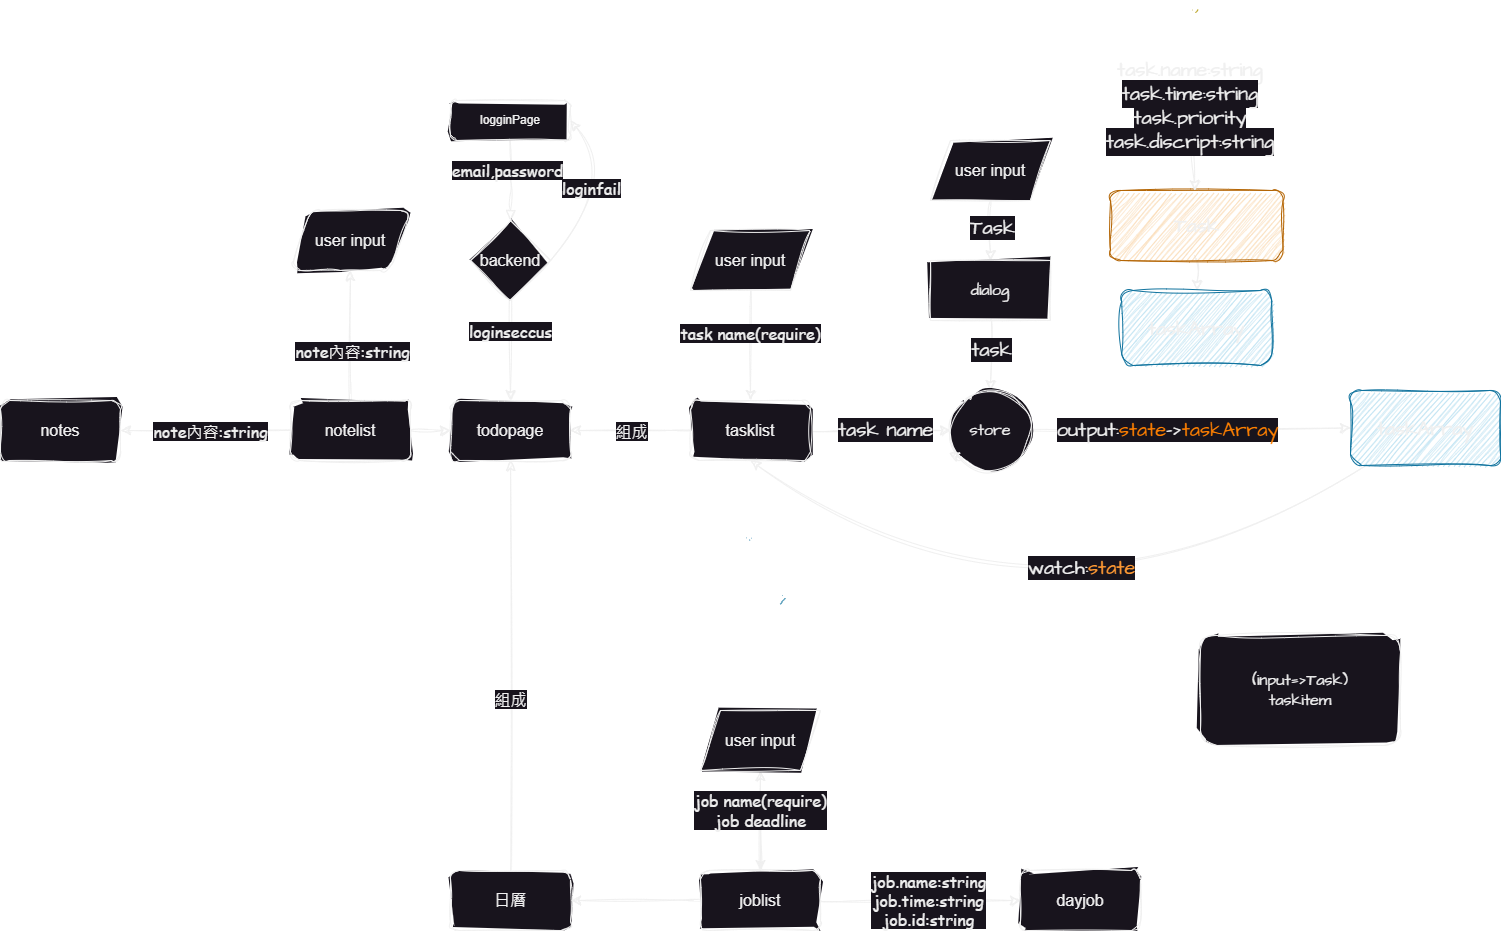 task.name:string
task.time:string
task.priority
task.discript:string
logginPage
email,password
loginfail
user input
Task
user input
backend
user input
Task
dialog
loginseccus
task name(require)
task
note內容:string
notes
note內容:string
notelist
todopage
組成
tasklist
task name
store
output:state->taskArray
watch:state
(input=>Task)
taskitem
組成
user input
job name(require)
job deadline
日曆
joblist
job.name:string
job.time:string
job.id:string
dayjob